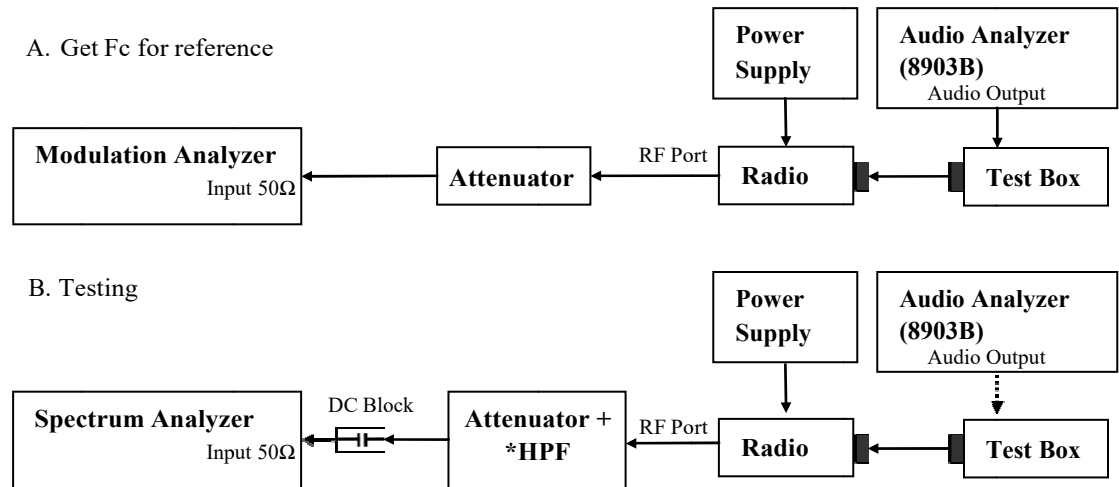 A. Get Fc for reference
Power
Supply
Audio Analyzer
(8903B)
Audio Output
Modulation Analyzer
Input 50Ω
Attenuator
RF Port
Radio
Test Box
B. Testing
Power
Supply
Audio Analyzer
(8903B)
Audio Output
Spectrum Analyzer
Input 50Ω
DC Block
Attenuator +
*HPF
RF Port
Radio
Test Box